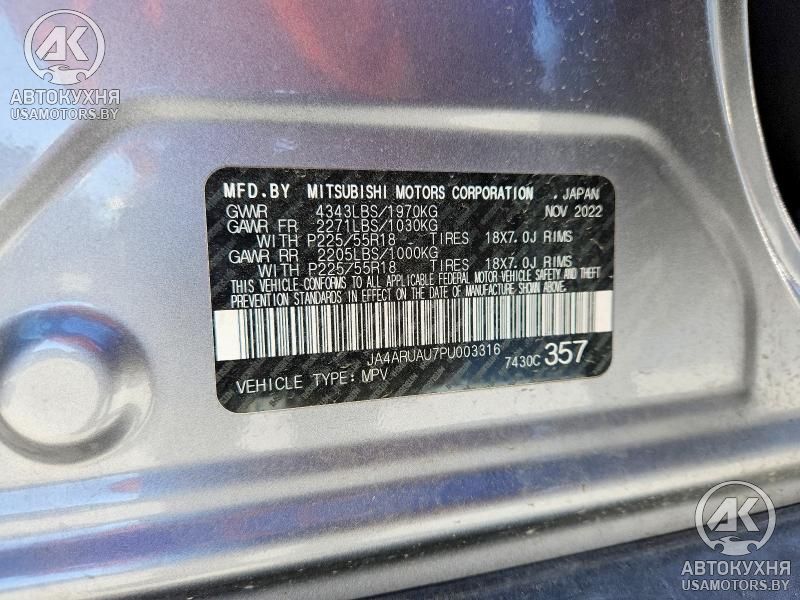 АК
АВТОКУХНЯ
USAMOTORS.BY
MFD.BY MITSUBISHI MOTORS CORPORATION . JAPAN
GVWR 4343LBS/1970KG NOV 2022
GAWR FR 2271LBS/1030KG
WITH P225/55R18 - TIRES 18X7.0J RIMS
GAWR RR 2205LBS/1000KG
WITH P225/55R18 - TIRES 18X7.0J RIMS
THIS VEHICLE CONFORMS TO ALL APPLICABLE FEDERAL MOTOR VEHICLE SAFETY AND THEFT
PREVENTION STANDARDS IN EFFECT ON THE DATE OF MANUFACTURE SHOWN ABOVE.
JA4ARUAU7PU003316
7430C 357
VEHICLE TYPE: MPV
АК
АВТОКУХНЯ
USAMOTORS.BY